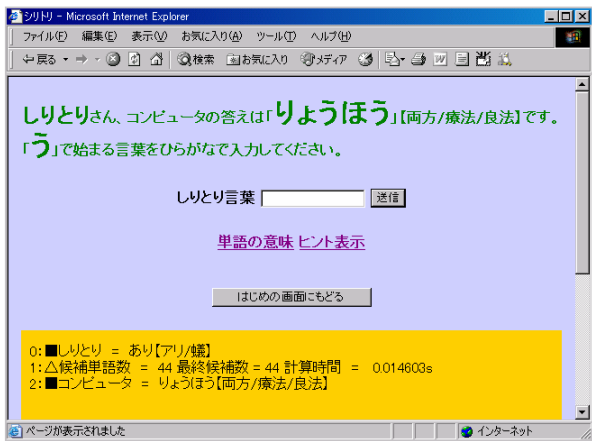 シリトリ - Microsoft Internet Explorer
ファイル(F) 編集(E) 表示(V) お気に入り(A) ツール(T) ヘルプ(H)
戻る 検索 お気に入り メディア
しりとりさん、コンピュータの答えは「りょうほう」【両方/療法/良法】です。
「う」で始まる言葉をひらがなで入力してください。
しりとり言葉 送信
単語の意味 ヒント表示
はじめの画面にもどる
0:■しりとり = あり【アリ/蟻】
1:△候補単語数 = 44 最終候補数 = 44 計算時間 = 0.014603s
2:■コンピュータ = りょうほう【両方/療法/良法】
ページが表示されました インターネット